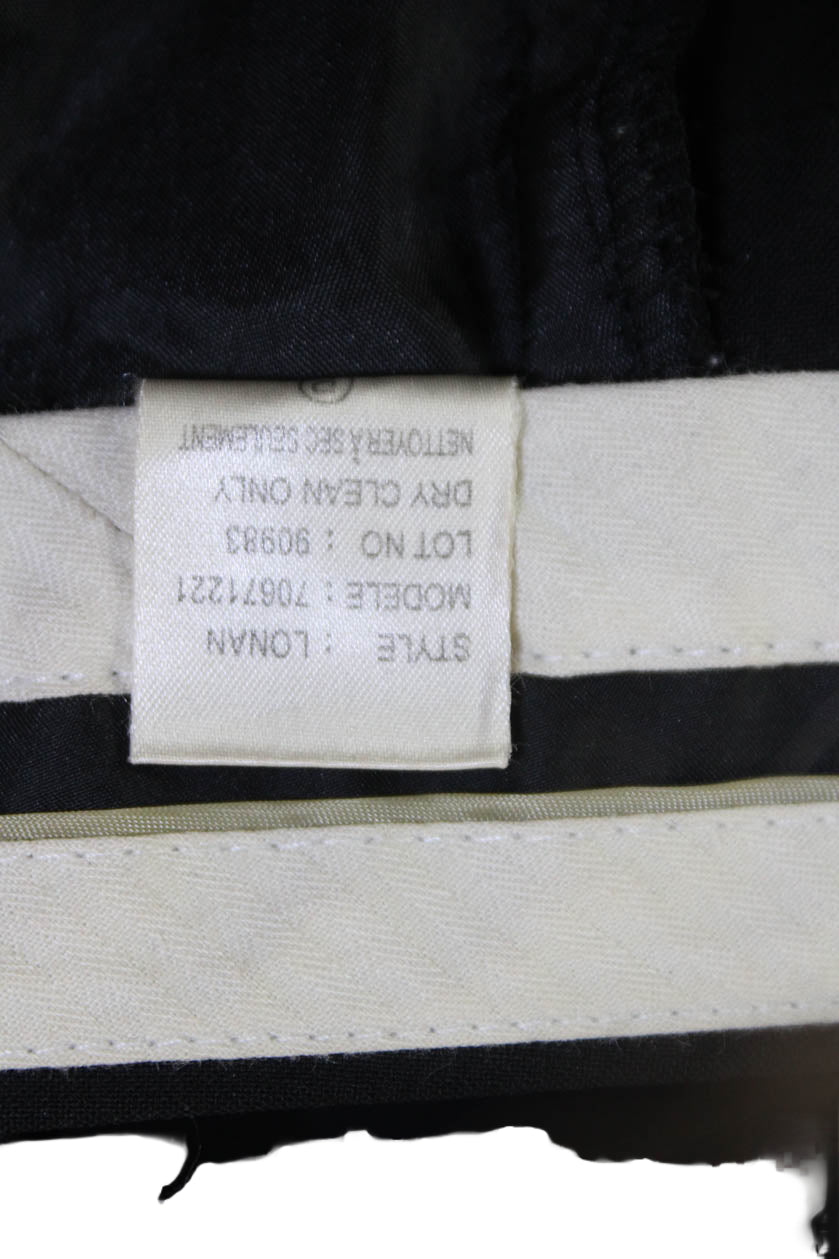 STYLE : LONAN
MODELE : 70671221
LOT NO : 90983
DRY CLEAN ONLY
NETTOYER À SEC SEULEMENT
Ⓟ